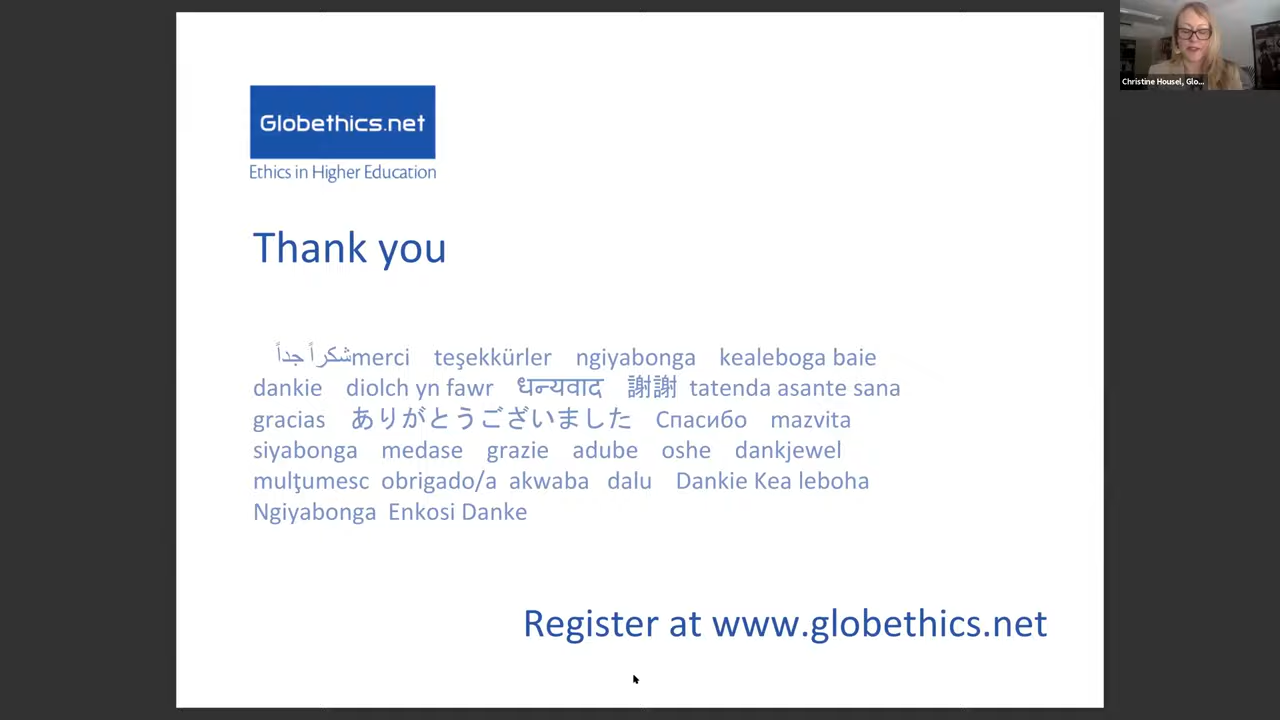 Globethics.net
Ethics in Higher Education
Christine Housel, Glo...
Thank you
شكراً جداً merci teşekkürler ngiyabonga kealeboga baie
dankie diolch yn fawr धन्यवाद 謝謝 tatenda asante sana
gracias ありがとうございました Спасибо mazvita
siyabonga medase grazie adube oshe dankjewel
mulţumesc obrigado/a akwaba dalu Dankie Kea leboha
Ngiyabonga Enkosi Danke
Register at www.globethics.net